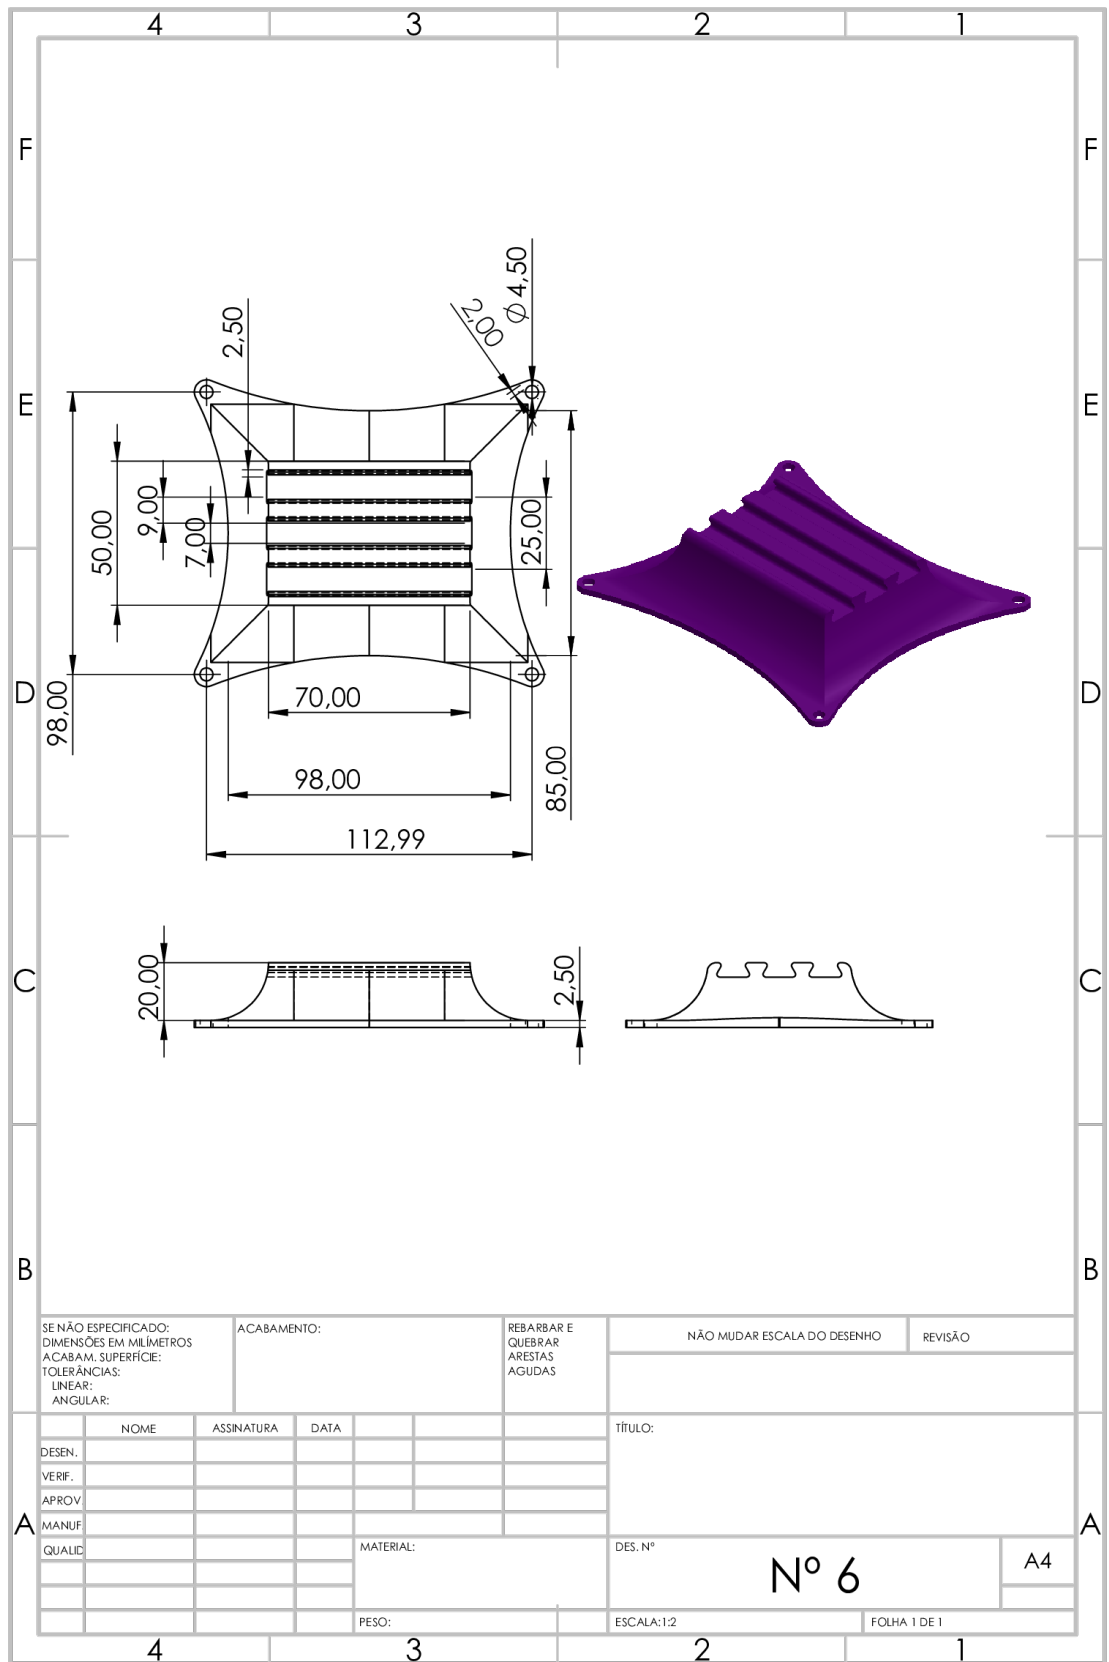 4 3 2 1
F F
E E
D D
C C
B B
A A
2,50
2,00
Ø 4,50
98,00
50,00
9,00
7,00
25,00
85,00
70,00
98,00
112,99
20,00
2,50
SE NÃO ESPECIFICADO:
DIMENSÕES EM MILÍMETROS
ACABAM. SUPERFÍCIE:
TOLERÂNCIAS:
LINEAR:
ANGULAR:
ACABAMENTO:
REBARBAR E
QUEBRAR
ARESTAS
AGUDAS
NÃO MUDAR ESCALA DO DESENHO
REVISÃO
NOME ASSINATURA DATA
DESEN.
VERIF.
APROV
MANUF
QUALID
TÍTULO:
MATERIAL:
DES. Nº
Nº 6
A4
PESO:
ESCALA:1:2
FOLHA 1 DE 1
4 3 2 1